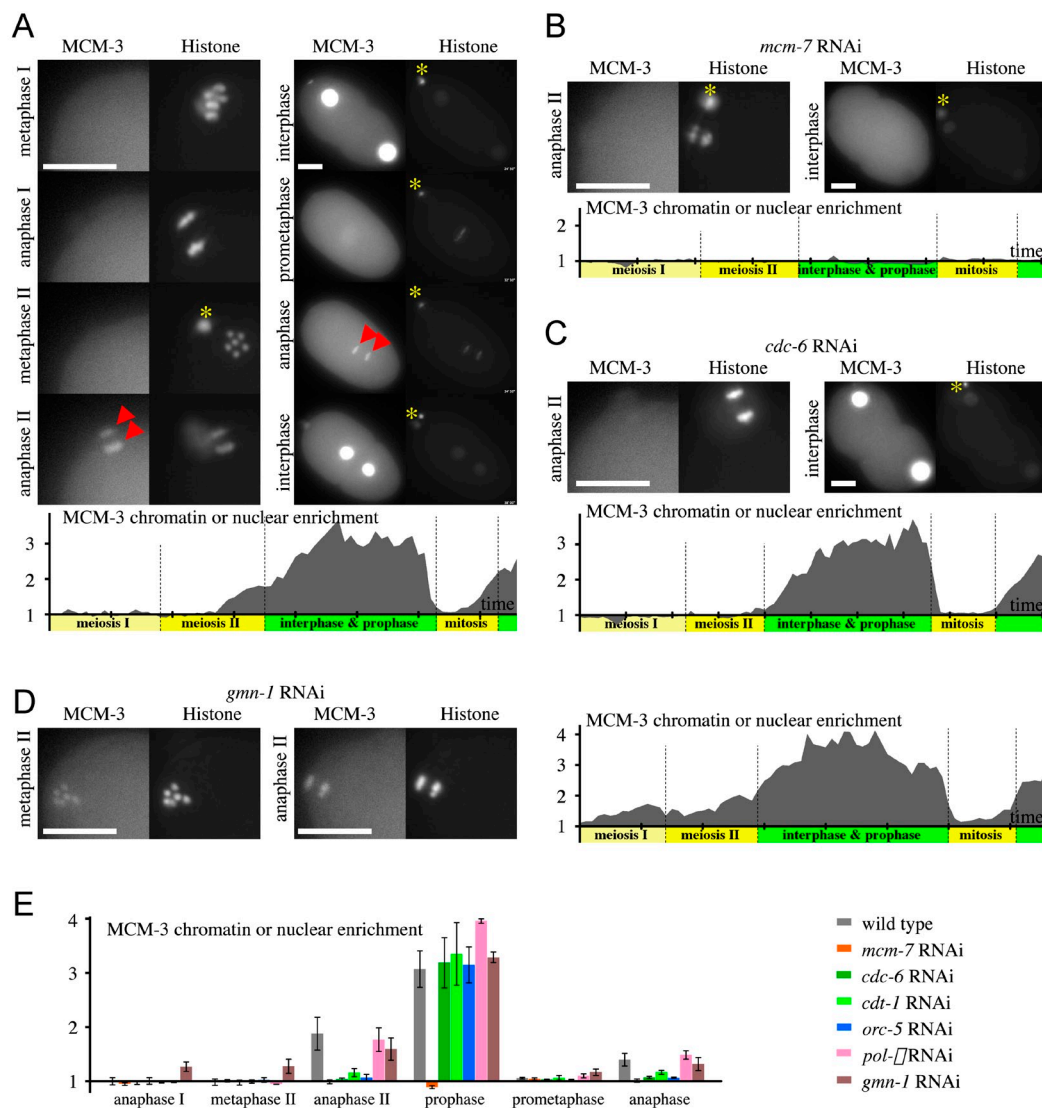 A
MCM-3 Histone MCM-3 Histone
metaphase I
interphase
anaphase I
prometaphase
metaphase II
anaphase
anaphase II
interphase
MCM-3 chromatin or nuclear enrichment
3
2
1
time
meiosis I meiosis II interphase & prophase mitosis
B
mcm-7 RNAi
MCM-3 Histone MCM-3 Histone
anaphase II
interphase
MCM-3 chromatin or nuclear enrichment
2
1
time
meiosis I meiosis II interphase & prophase mitosis
C
cdc-6 RNAi
MCM-3 Histone MCM-3 Histone
anaphase II
interphase
MCM-3 chromatin or nuclear enrichment
3
2
1
time
meiosis I meiosis II interphase & prophase mitosis
D
gmn-1 RNAi
MCM-3 Histone MCM-3 Histone
metaphase II
anaphase II
MCM-3 chromatin or nuclear enrichment
4
3
2
1
time
meiosis I meiosis II interphase & prophase mitosis
E
MCM-3 chromatin or nuclear enrichment
4
3
2
1
anaphase I metaphase II anaphase II prophase prometaphase anaphase
wild type
mcm-7 RNAi
cdc-6 RNAi
cdt-1 RNAi
orc-5 RNAi
pol-▯RNAi
gmn-1 RNAi